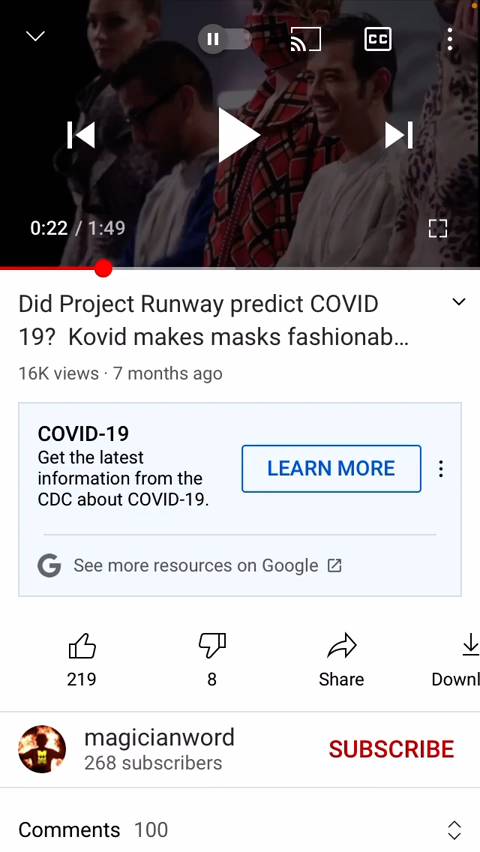 CC
0:22 / 1:49
Did Project Runway predict COVID
19? Kovid makes masks fashionab...
16K views · 7 months ago
COVID-19
Get the latest
information from the
CDC about COVID-19.
LEARN MORE
G See more resources on Google
219
8
Share
Downl
magicianword
268 subscribers
SUBSCRIBE
Comments 100